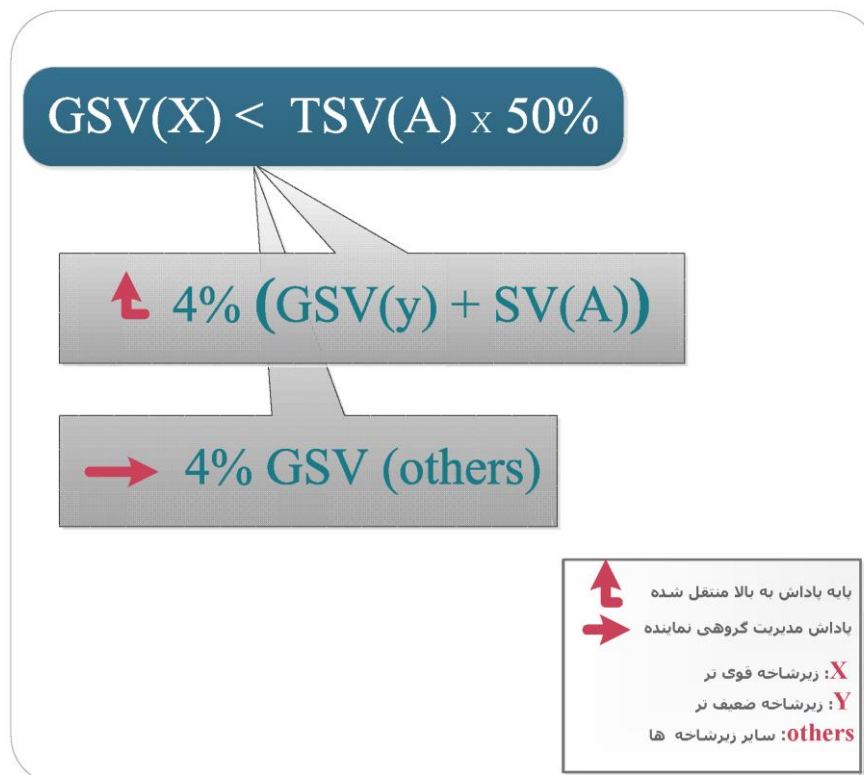 GSV(X) < TSV(A) x 50%
4% (GSV(y) + SV(A))
4% GSV (others)
پایه پاداش به بالا منتقل شده
پاداش مدیریت گروهی نماینده
X: زیرشاخه قوی تر
Y: زیرشاخه ضعیف تر
others: سایر زیرشاخه ها